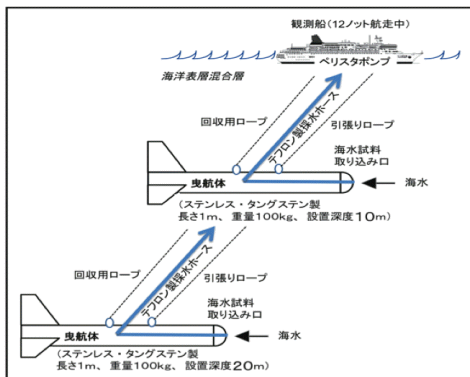 観測船(12ノット航走中)
ペリスタポンプ
海洋表層混合層
回収用ロープ
テフロン製採水ホース
引張りロープ
海水試料
取り込み口
曳航体
海水
(ステンレス・タングステン製
長さ1m、重量100kg、設置深度10m)
回収用ロープ
テフロン製採水ホース
引張りロープ
海水試料
取り込み口
曳航体
海水
(ステンレス・タングステン製
長さ1m、重量100kg、設置深度20m)